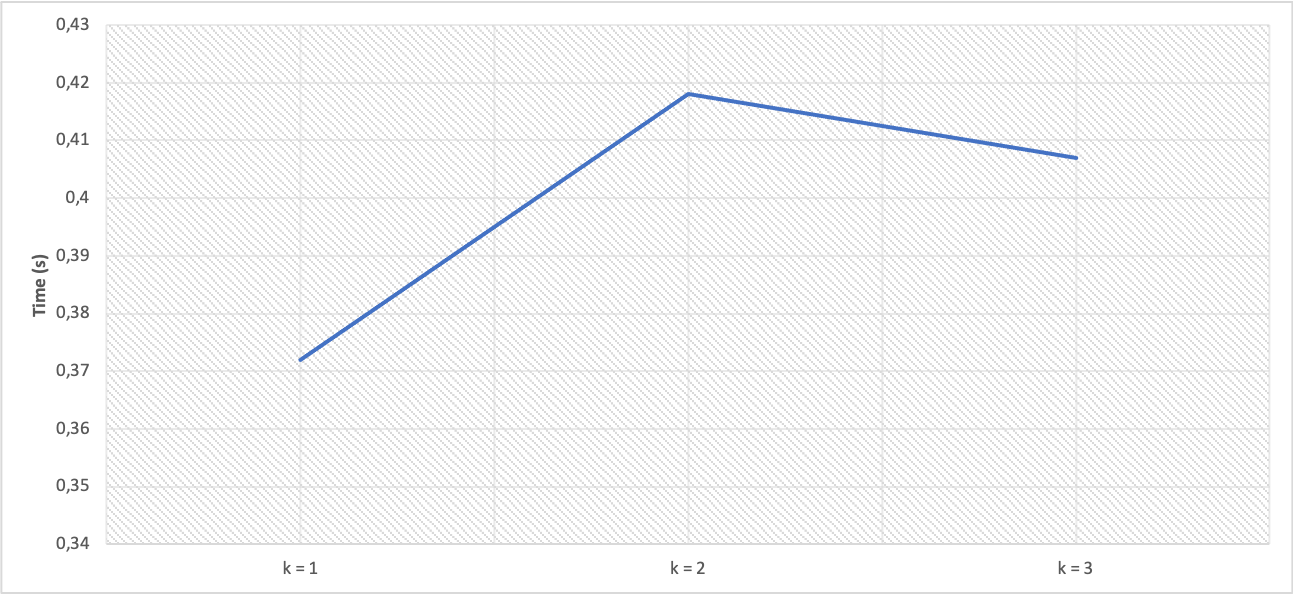 0,43
0,42
0,41
0,4
0,39
0,38
0,37
0,36
0,35
0,34
Time (s)
k = 1
k = 2
k = 3